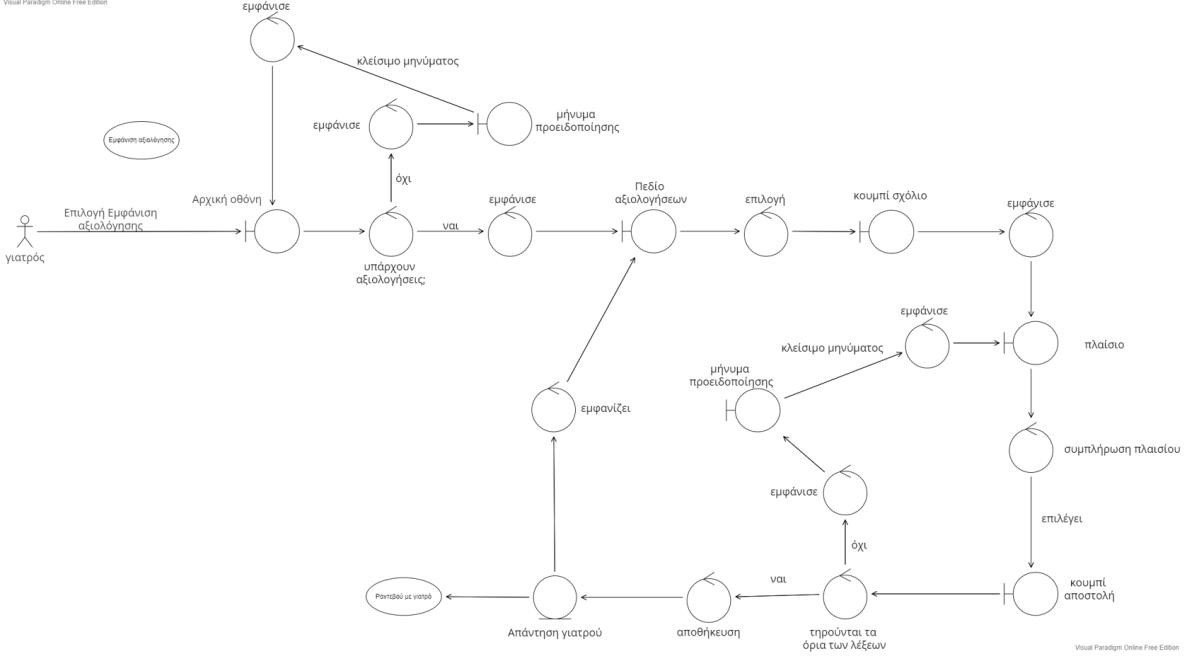 Visual Paradigm Online Free Edition
εμφάνισε
κλείσιμο μηνύματος
εμφάνισε
μήνυμα
προειδοποίησης
Εμφάνιση αξιολόγησης
όχι
Επιλογή Εμφάνιση
αξιολόγησης
γιατρός
Αρχική οθόνη
υπάρχουν
αξιολογήσεις;
ναι
εμφάνισε
Πεδίο
αξιολογήσεων
επιλογή
κουμπί σχόλιο
εμφάνισε
εμφάνισε
κλείσιμο μηνύματος
πλαίσιο
μήνυμα
προειδοποίησης
εμφανίζει
συμπλήρωση πλαισίου
εμφάνισε
επιλέγει
όχι
ναι
κουμπί
αποστολή
Ραντεβού με γιατρό
Απάντηση γιατρού
αποθήκευση
τηρούνται τα
όρια των λέξεων
Visual Paradigm Online Free Edition